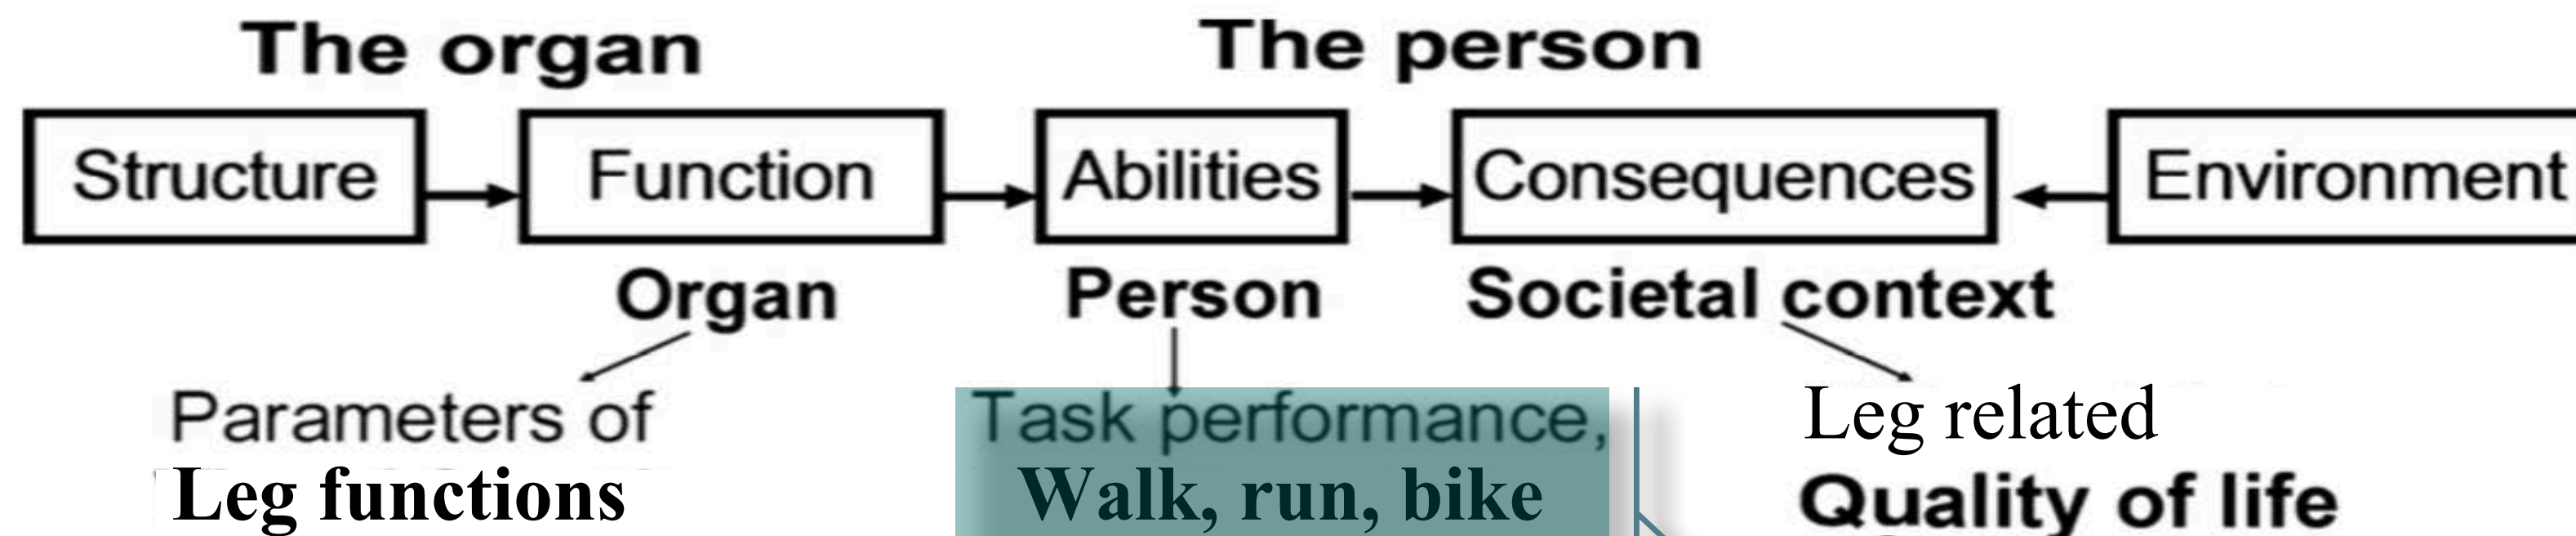 The organ The person
Structure Function Abilities Consequences Environment
Organ Person Societal context
Parameters of Task performance, Leg related
Leg functions Walk, run, bike Quality of life